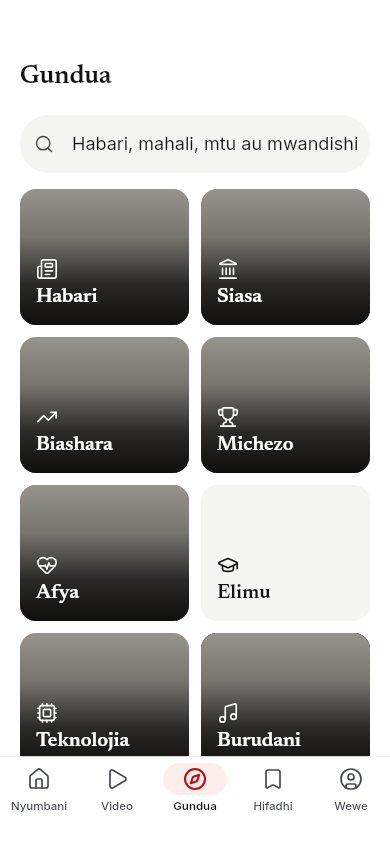 Gundua
Habari, mahali, mtu au mwandishi
Habari
Siasa
Biashara
Michezo
Afya
Elimu
Teknolojia
Burudani
Nyumbani
Video
Gundua
Hifadhi
Wewe